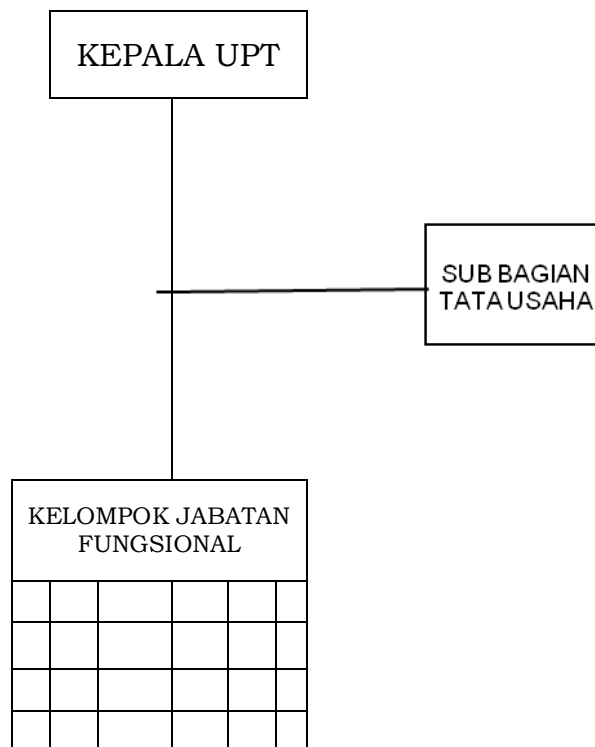 KEPALA UPT
SUB BAGIAN
TATA USAHA
KELOMPOK JABATAN
FUNGSIONAL